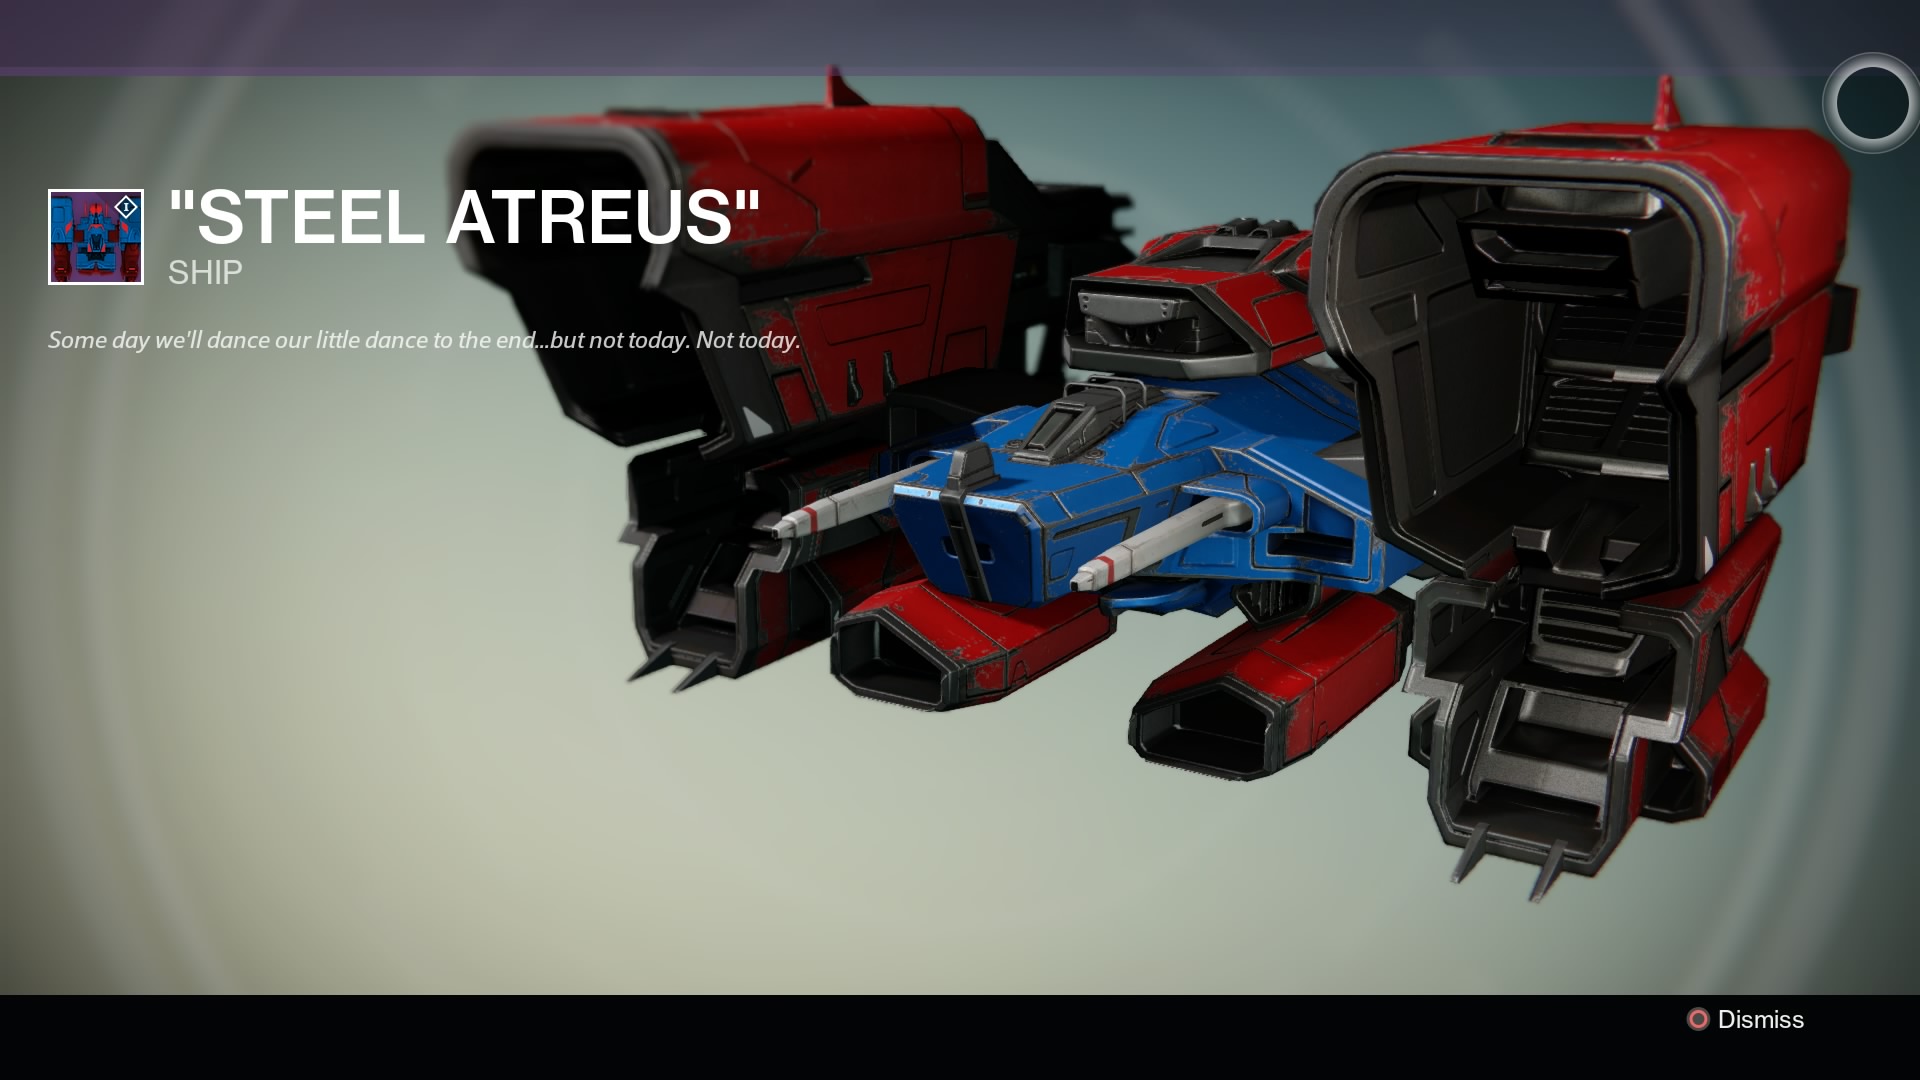 "STEEL ATREUS"
SHIP
Some day we'll dance our little dance to the end...but not today. Not today.
Dismiss